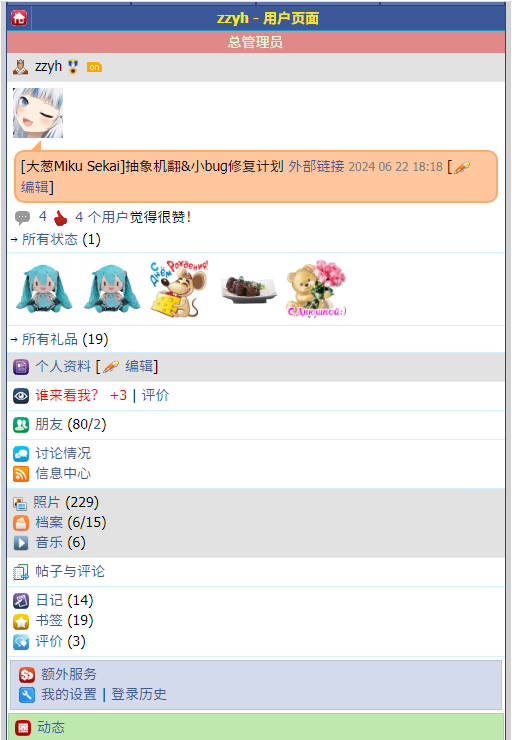 zzyh - 用户页面
总管理员
zzyh on
[大葱Miku Sekai]抽象机翻&小bug修复计划 外部链接 2024 06 22 18:18 [
编辑]
4 4 个用户觉得很赞!
→ 所有状态 (1)
С Днём Рождения!
С Днюшкой:)
→ 所有礼品 (19)
个人资料 [ 编辑]
谁来看我? +3 | 评价
朋友 (80/2)
讨论情况
信息中心
照片 (229)
档案 (6/15)
音乐 (6)
帖子与评论
日记 (14)
书签 (19)
评价 (3)
额外服务
我的设置 | 登录历史
动态